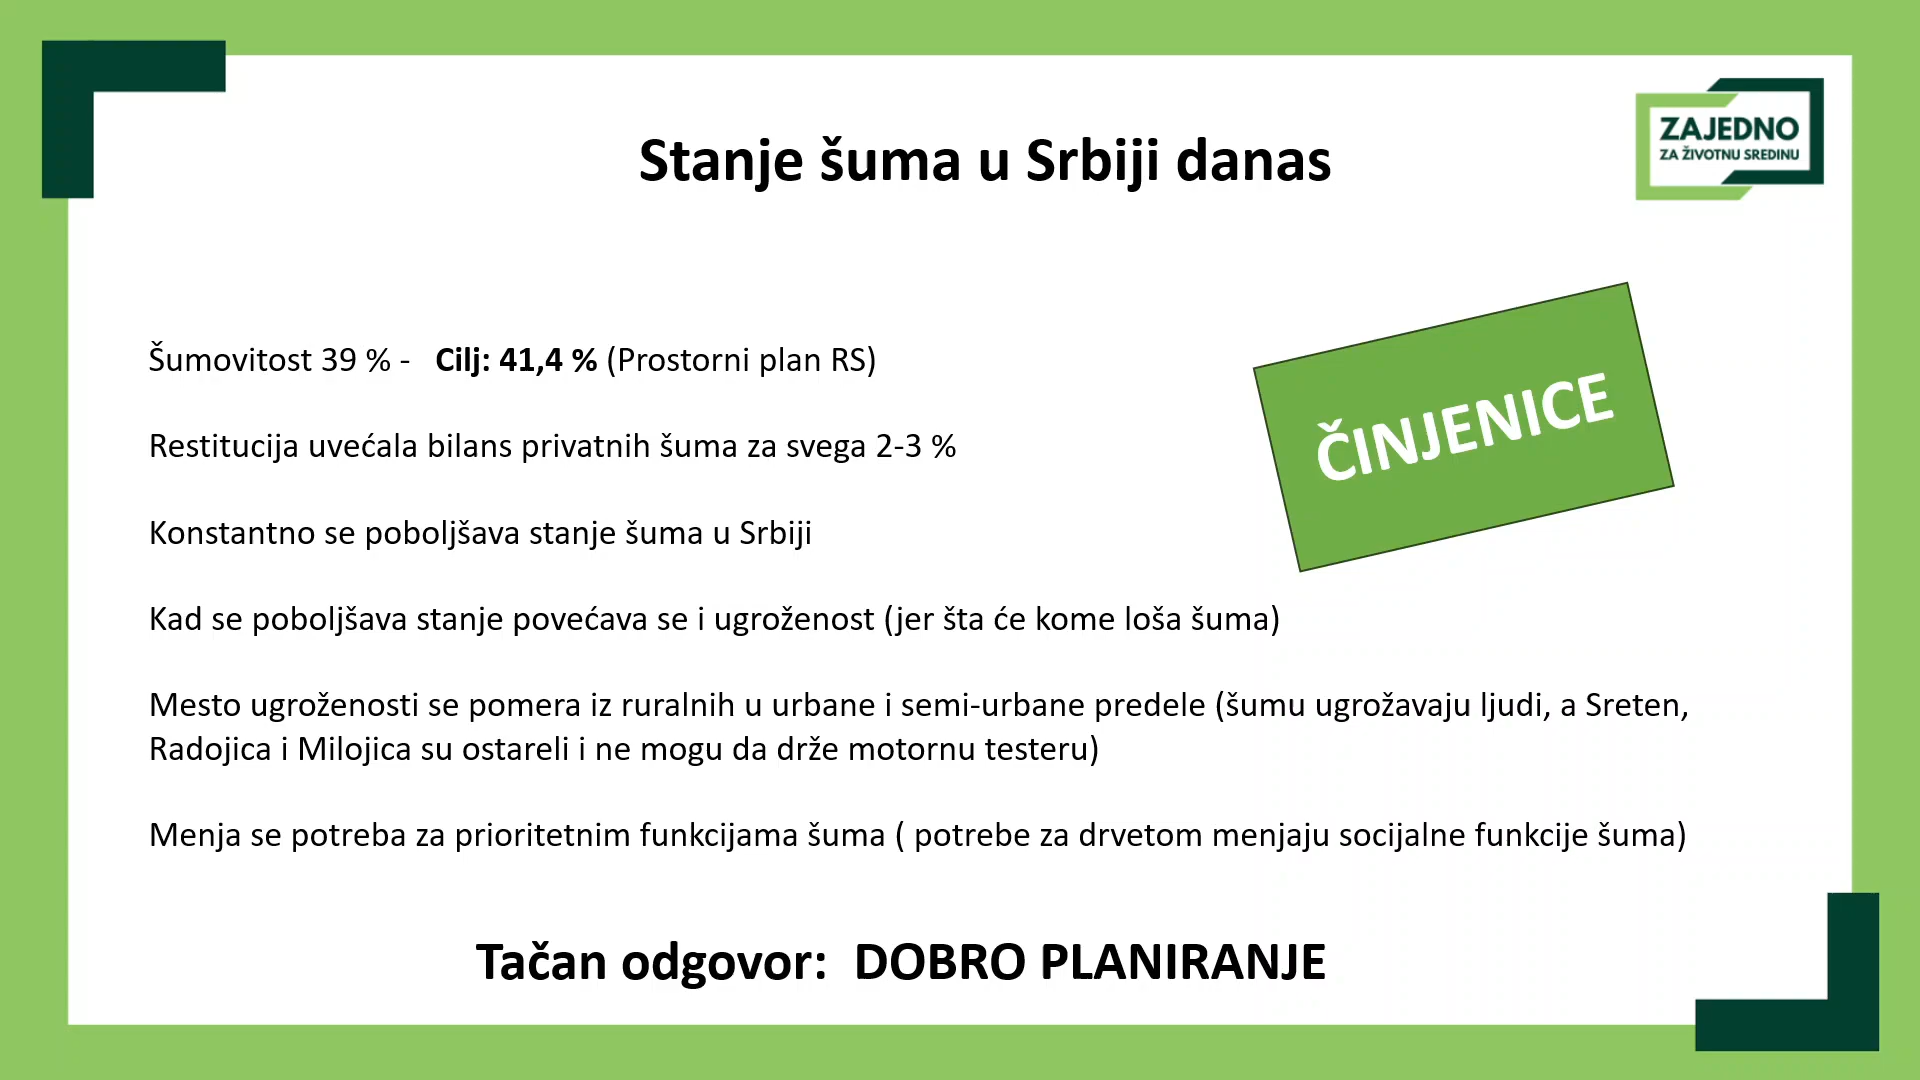 Stanje šuma u Srbiji danas
ZAJEDNO
ZA ŽIVOTNU SREDINU
Šumovitost 39 % - Cilj: 41,4 % (Prostorni plan RS)
ČINJENICE
Restitucija uvećala bilans privatnih šuma za svega 2-3 %
Konstantno se poboljšava stanje šuma u Srbiji
Kad se poboljšava stanje povećava se i ugroženost (jer šta će kome loša šuma)
Mesto ugroženosti se pomera iz ruralnih u urbane i semi-urbane predele (šumu ugrožavaju ljudi, a Sreten,
Radojica i Milojica su ostareli i ne mogu da drže motornu testeru)
Menja se potreba za prioritetnim funkcijama šuma ( potrebe za drvetom menjaju socijalne funkcije šuma)
Tačan odgovor: DOBRO PLANIRANJE